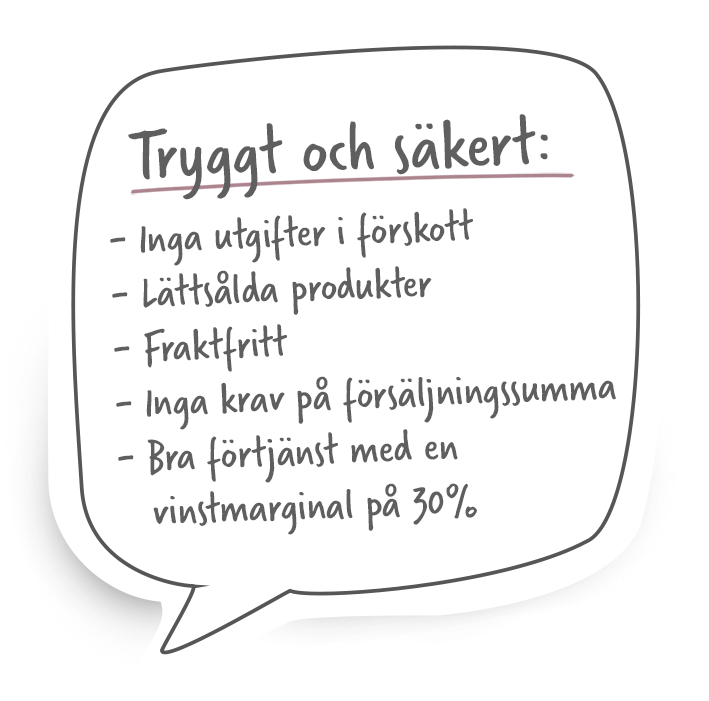 Tryggt och säkert:
- Inga utgifter i förskott
- Lättsålda produkter
- Fraktfritt
- Inga krav på försäljningssumma
- Bra förtjänst med en
vinstmarginal på 30%